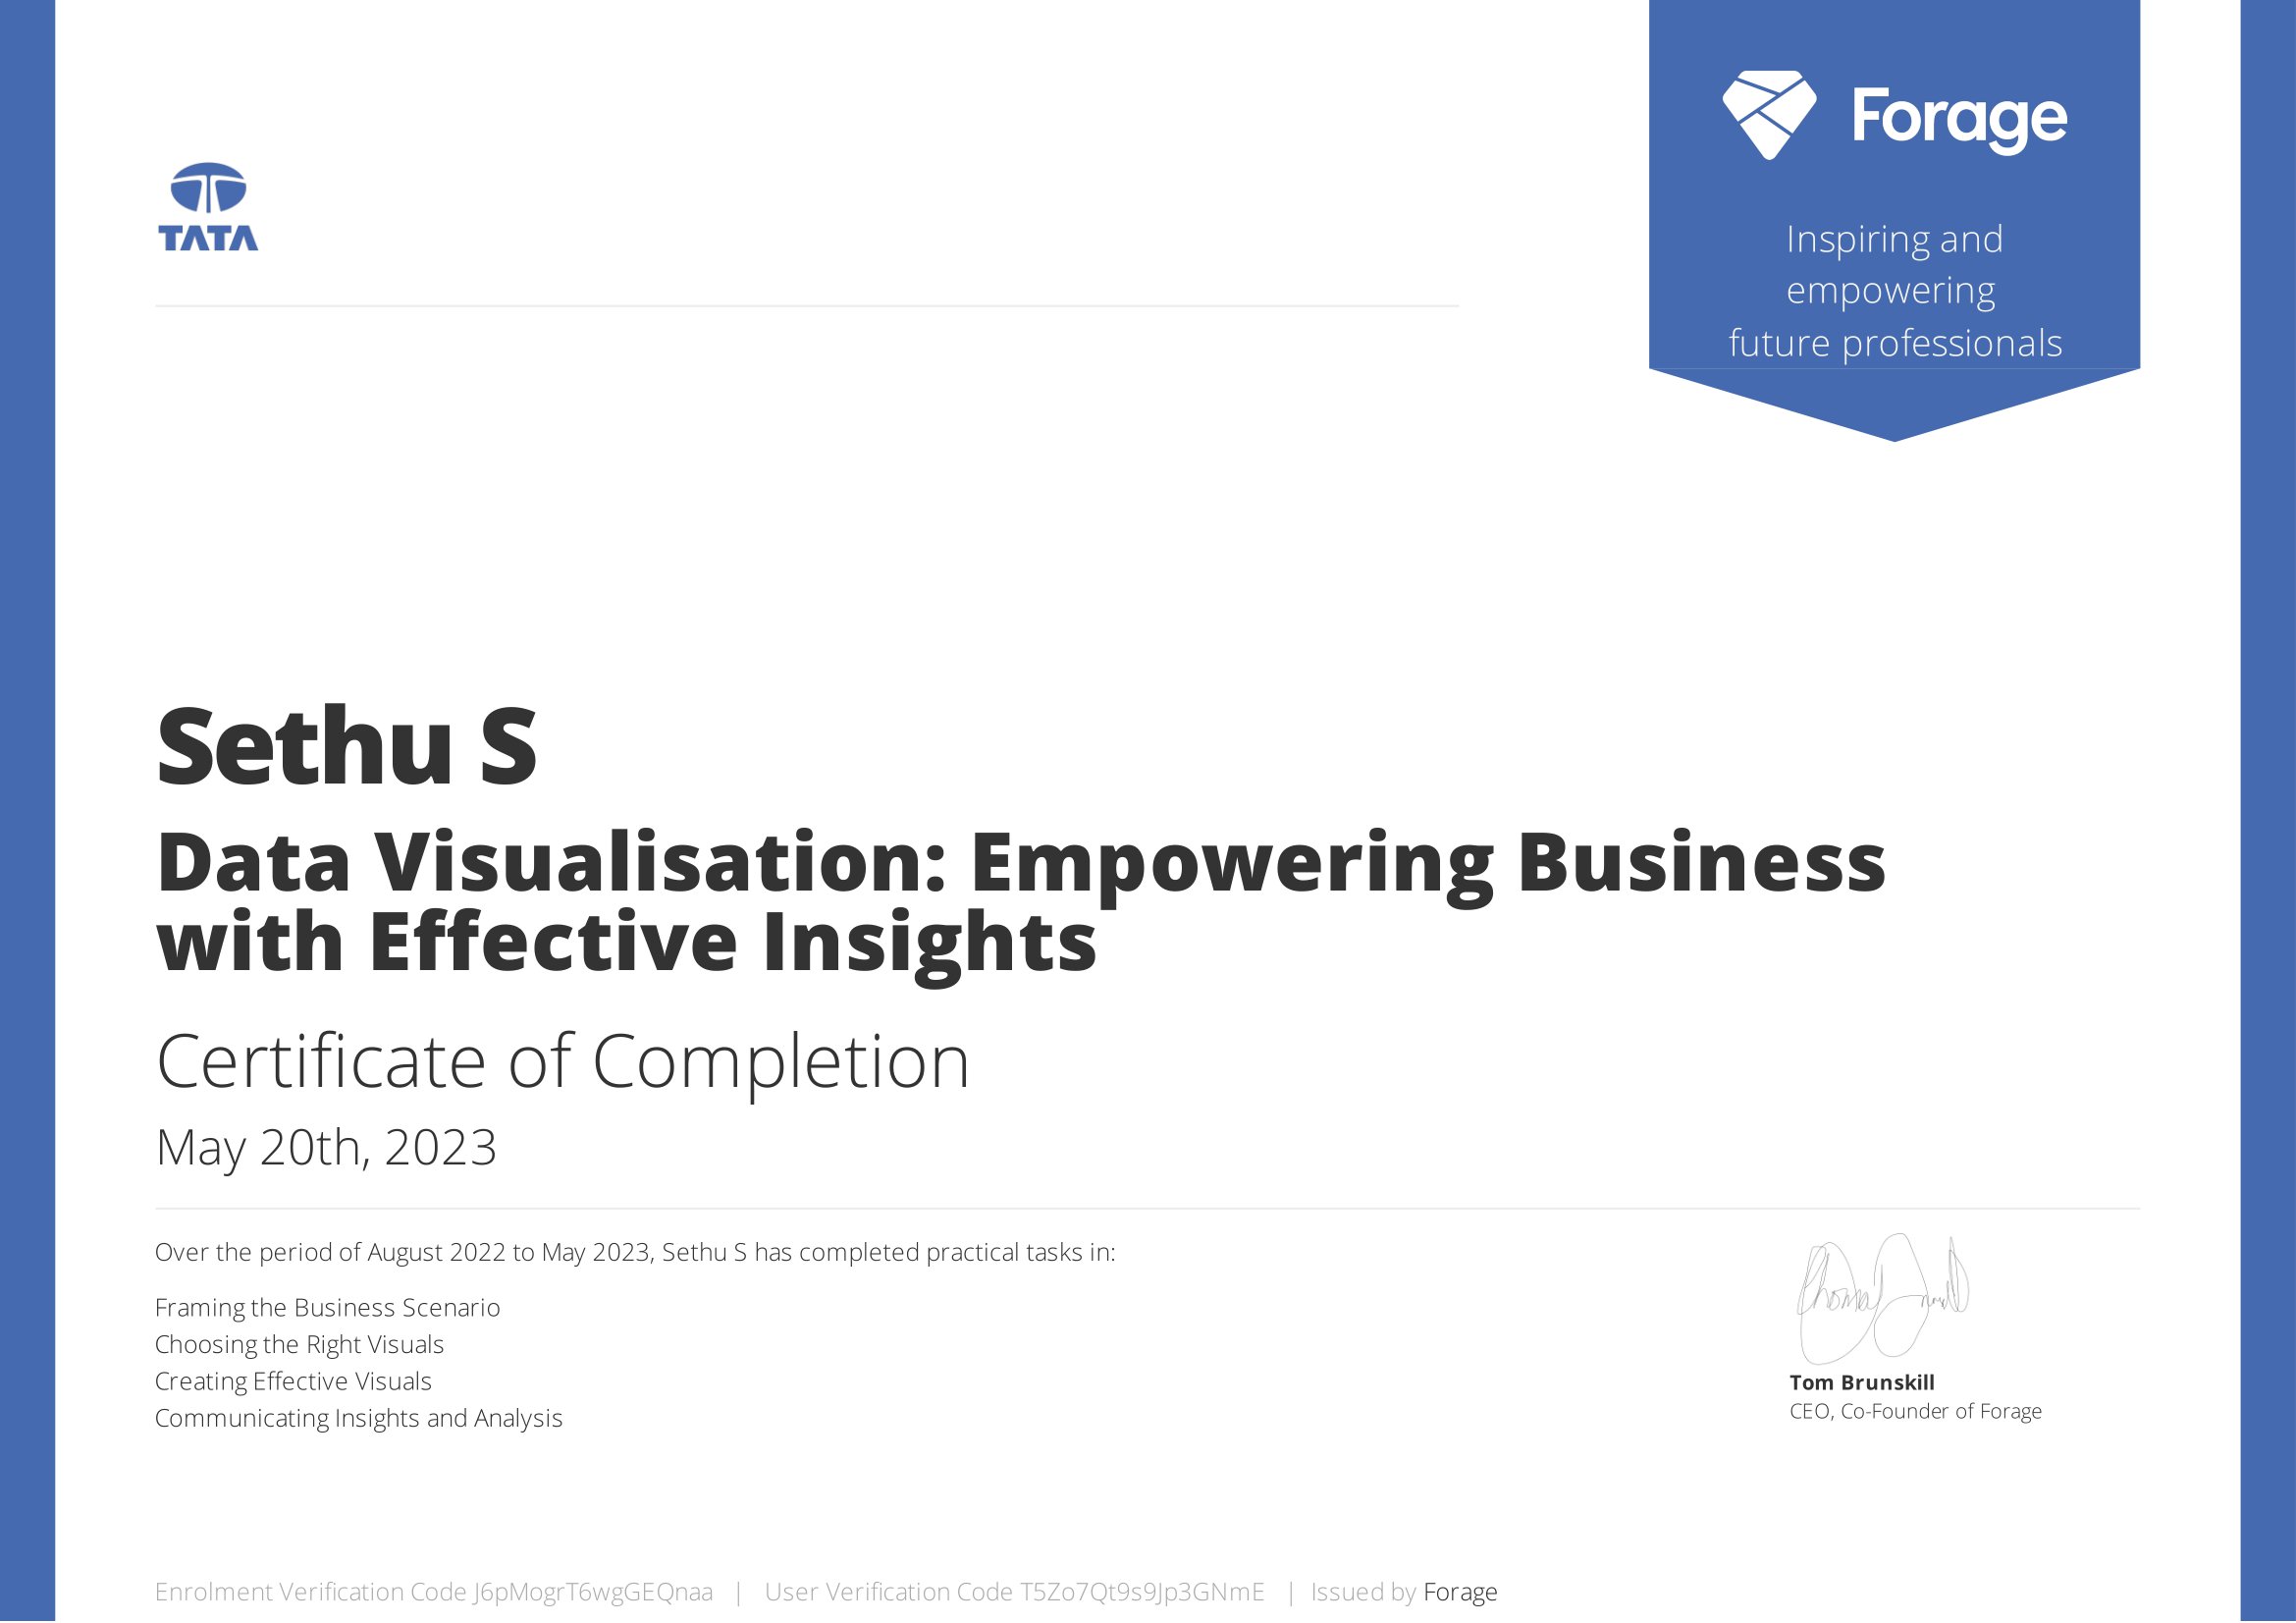 TATA
Forage
Inspiring and
empowering
future professionals
Sethu S
Data Visualisation: Empowering Business
with Effective Insights
Certificate of Completion
May 20th, 2023
Over the period of August 2022 to May 2023, Sethu S has completed practical tasks in:
Framing the Business Scenario
Choosing the Right Visuals
Creating Effective Visuals
Communicating Insights and Analysis
Tom Brunskill
CEO, Co-Founder of Forage
Enrolment Verification Code J6pMogrT6wgGEQnaa | User Verification Code T5Zo7Qt9s9Jp3GNmE | Issued by Forage